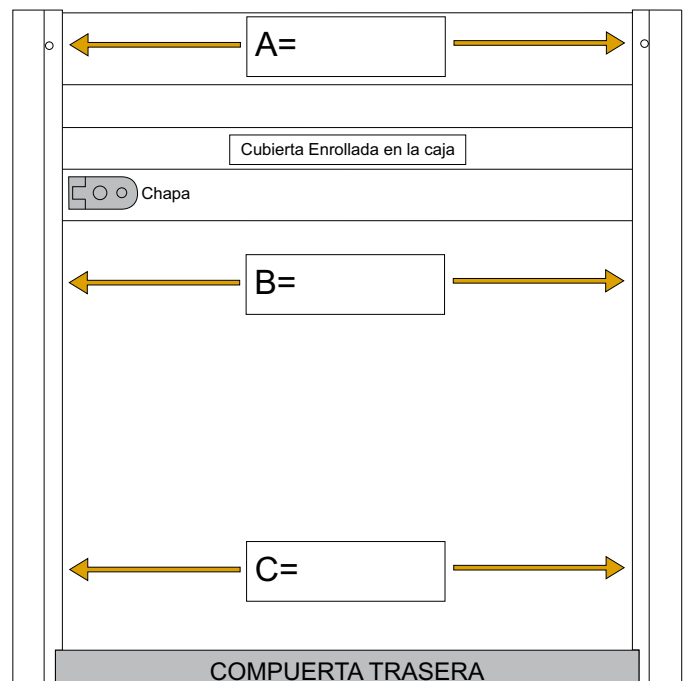 A=
Cubierta Enrollada en la caja
Chapa
B=
C=
COMPUERTA TRASERA